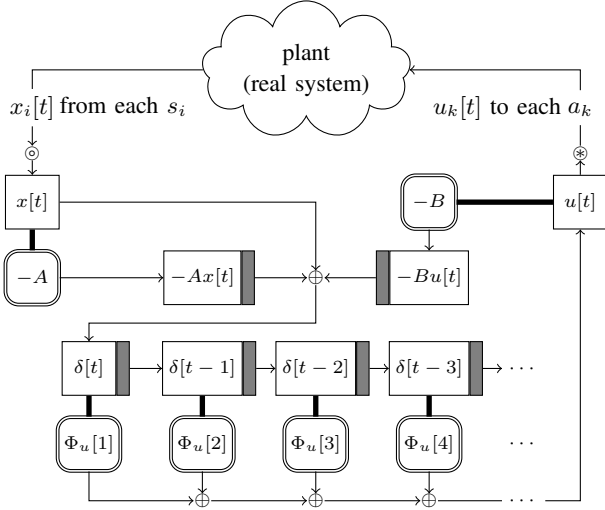 plant
(real system)
x_i[t] from each s_i
u_k[t] to each a_k
x[t]
−B
u[t]
−A
−Ax[t]
⊕
−Bu[t]
δ[t]
δ[t − 1]
δ[t − 2]
δ[t − 3]
···
Φ_u[1]
Φ_u[2]
Φ_u[3]
Φ_u[4]
···
⊕
⊕
⊕
···